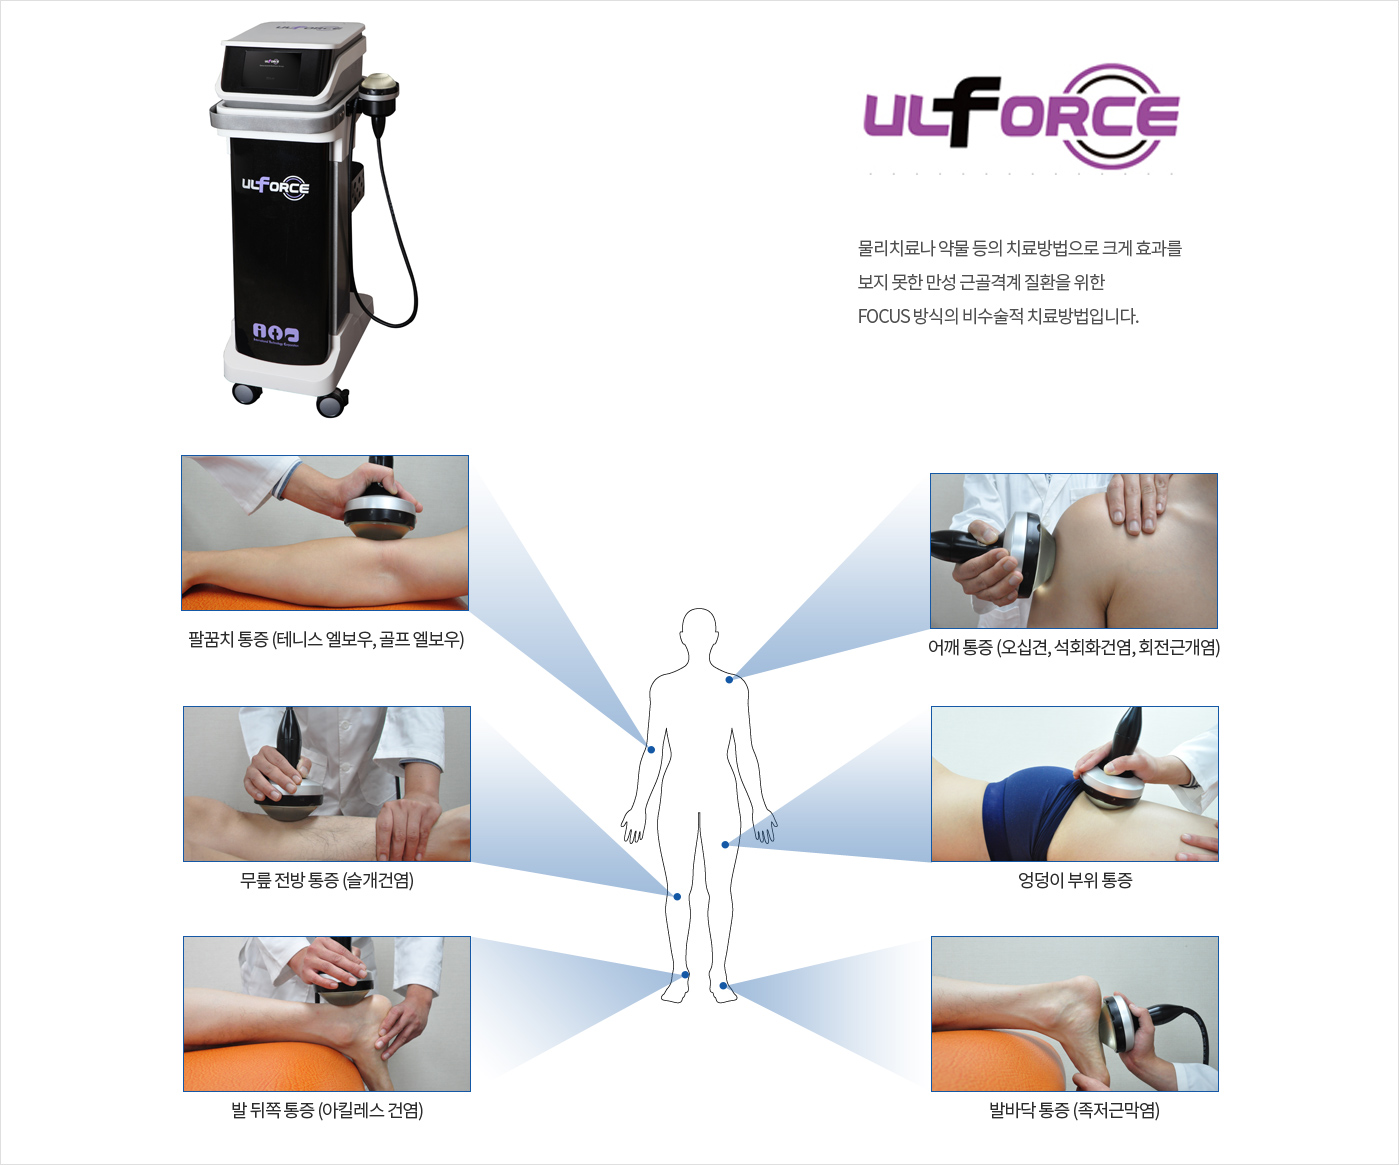 ULFORCE
ULFORCE
ULFORCE
ULFORCE
물리치료나 약물 등의 치료방법으로 크게 효과를
보지 못한 만성 근골격계 질환을 위한
FOCUS 방식의 비수술적 치료방법입니다.
팔꿈치 통증 (테니스 엘보우, 골프 엘보우)
어깨 통증 (오십견, 석회화건염, 회전근개염)
무릎 전방 통증 (슬개건염)
엉덩이 부위 통증
발 뒤쪽 통증 (아킬레스 건염)
발바닥 통증 (족저근막염)